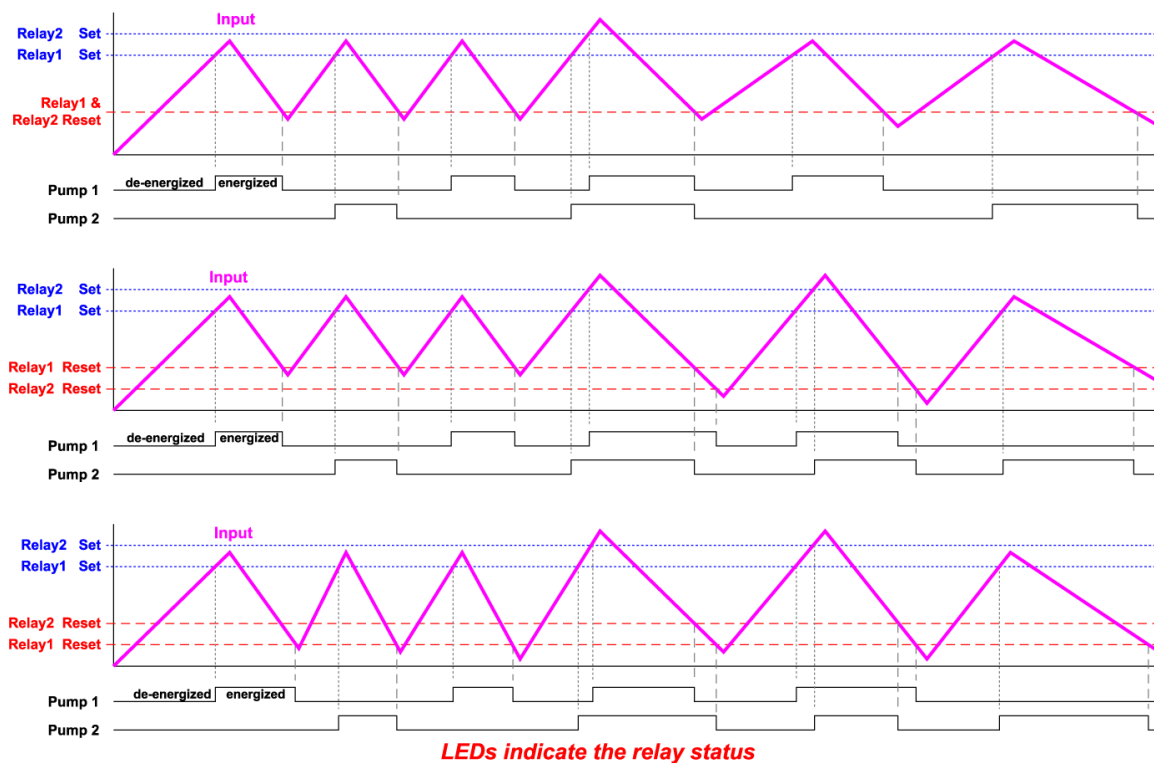 Input
Relay2 Set
Relay1 Set
Relay1 &
Relay2 Reset
de-energized energized
Pump 1
Pump 2
Input
Relay2 Set
Relay1 Set
Relay1 Reset
Relay2 Reset
de-energized energized
Pump 1
Pump 2
Input
Relay2 Set
Relay1 Set
Relay2 Reset
Relay1 Reset
de-energized energized
Pump 1
Pump 2
LEDs indicate the relay status